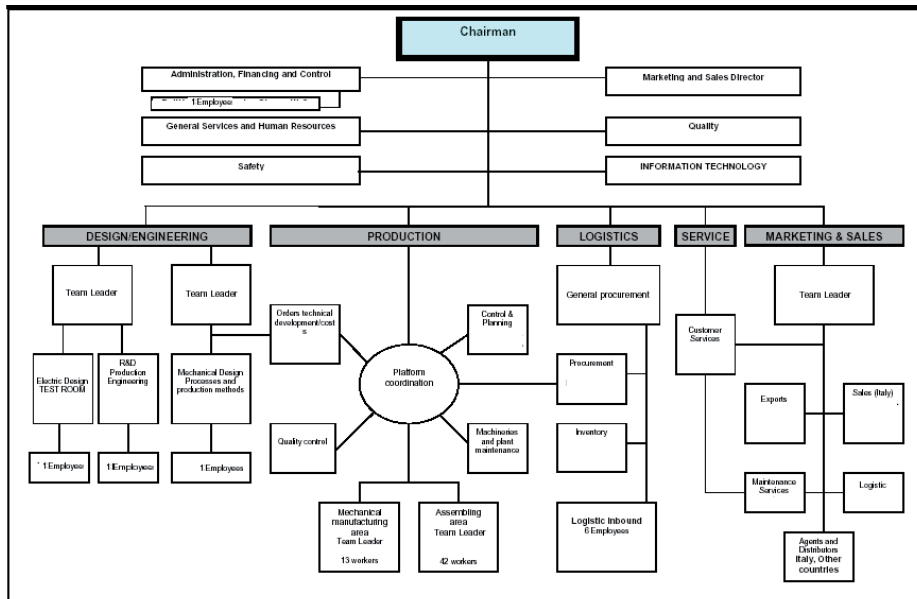 Chairman
Administration, Financing and Control
Marketing and Sales Director
1 Employees
General Services and Human Resources
Quality
Safety
INFORMATION TECHNOLOGY
DESIGN/ENGINEERING
PRODUCTION
LOGISTICS
SERVICE
MARKETING & SALES
Team Leader
Team Leader
General procurement
Team Leader
Orders technical
development/cost
s
Control &
Planning
Customer
Services
Electric Design
TEST ROOM
R&D
Production
Engineering
Mechanical Design
Processes and
production methods
Platform
coordination
Procurement
Exports
Sales (Italy)
Quality control
Machineries
and plant
maintenance
Inventory
1 Employees
Employees
1 Employees
Maintenance
Services
Logistic
Mechanical
manufacturing
area
Team Leader
13 workers
Assembling
area
Team Leader
42 workers
Logistic Inbound
6 Employees
Agents and
Distributors
Italy, Other
countries